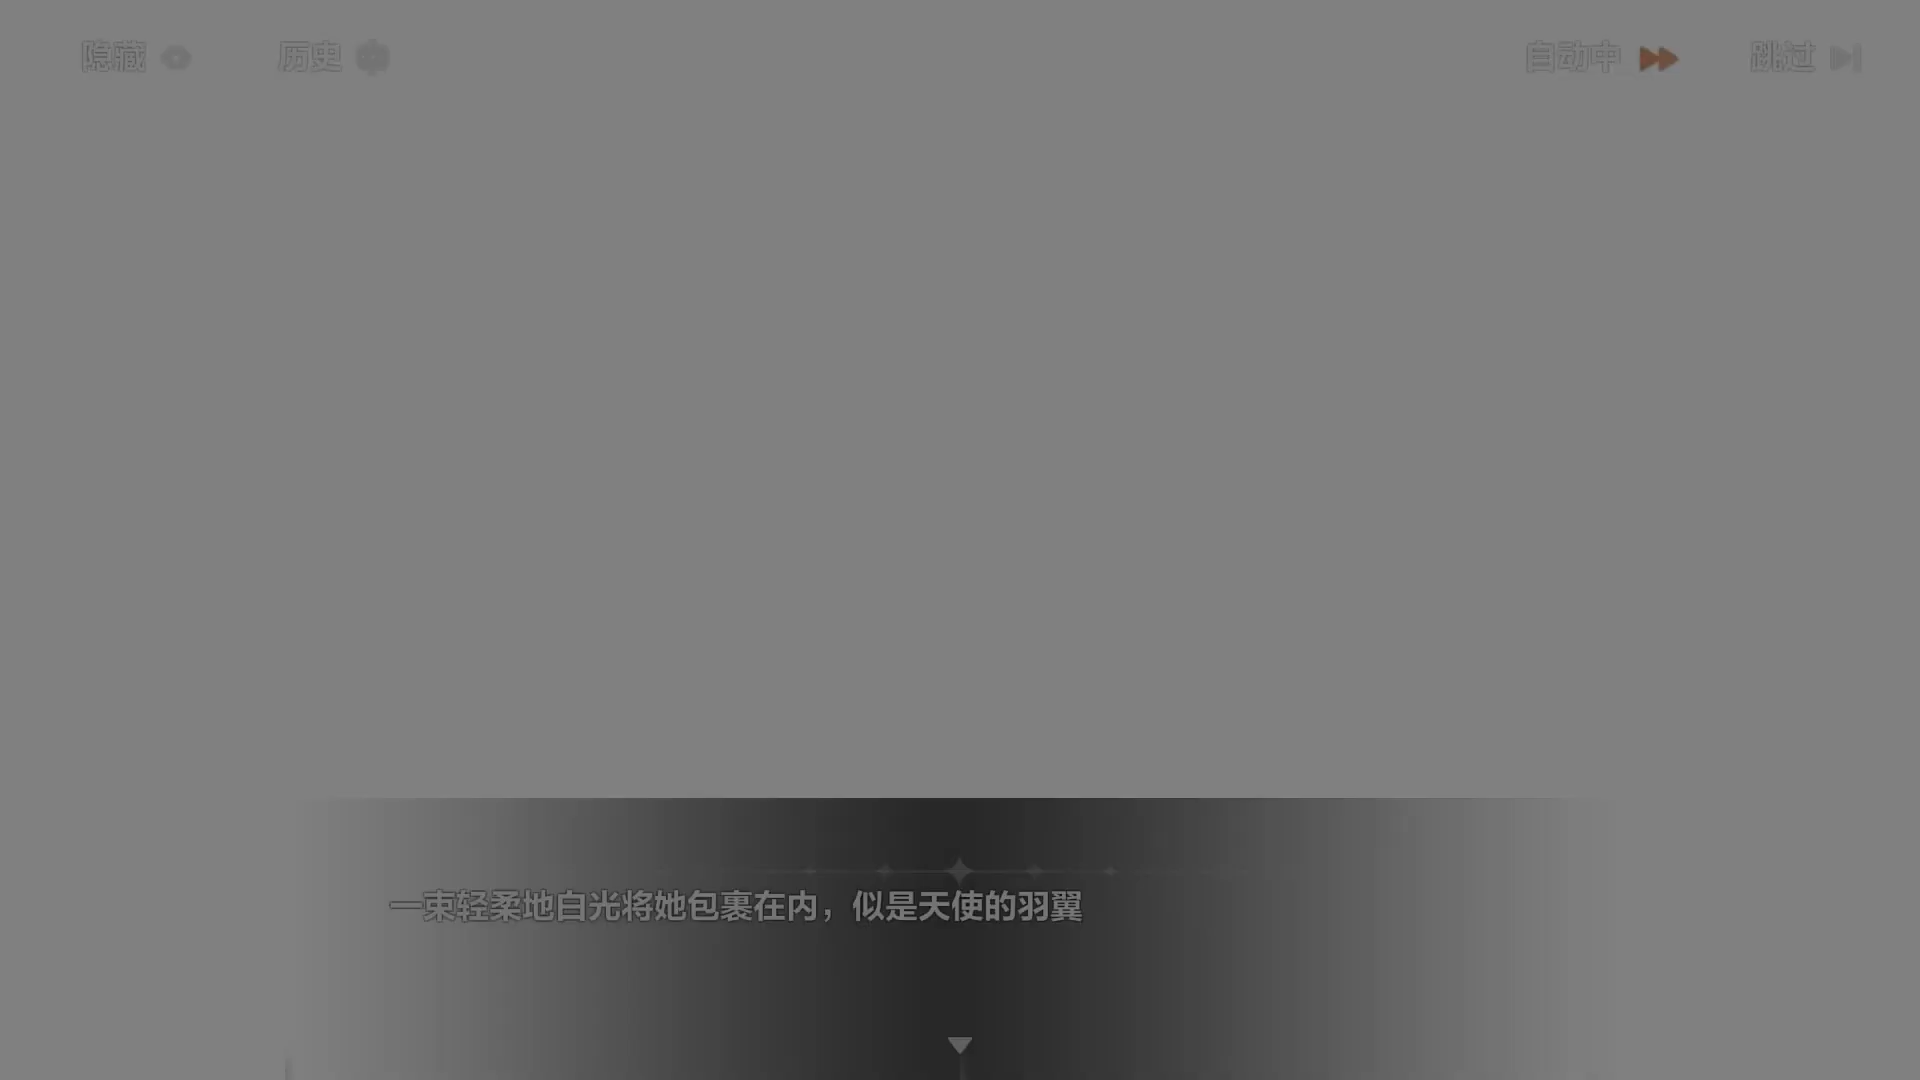 隐藏
历史
自动中
跳过
一束轻柔地白光将她包裹在内，似是天使的羽翼